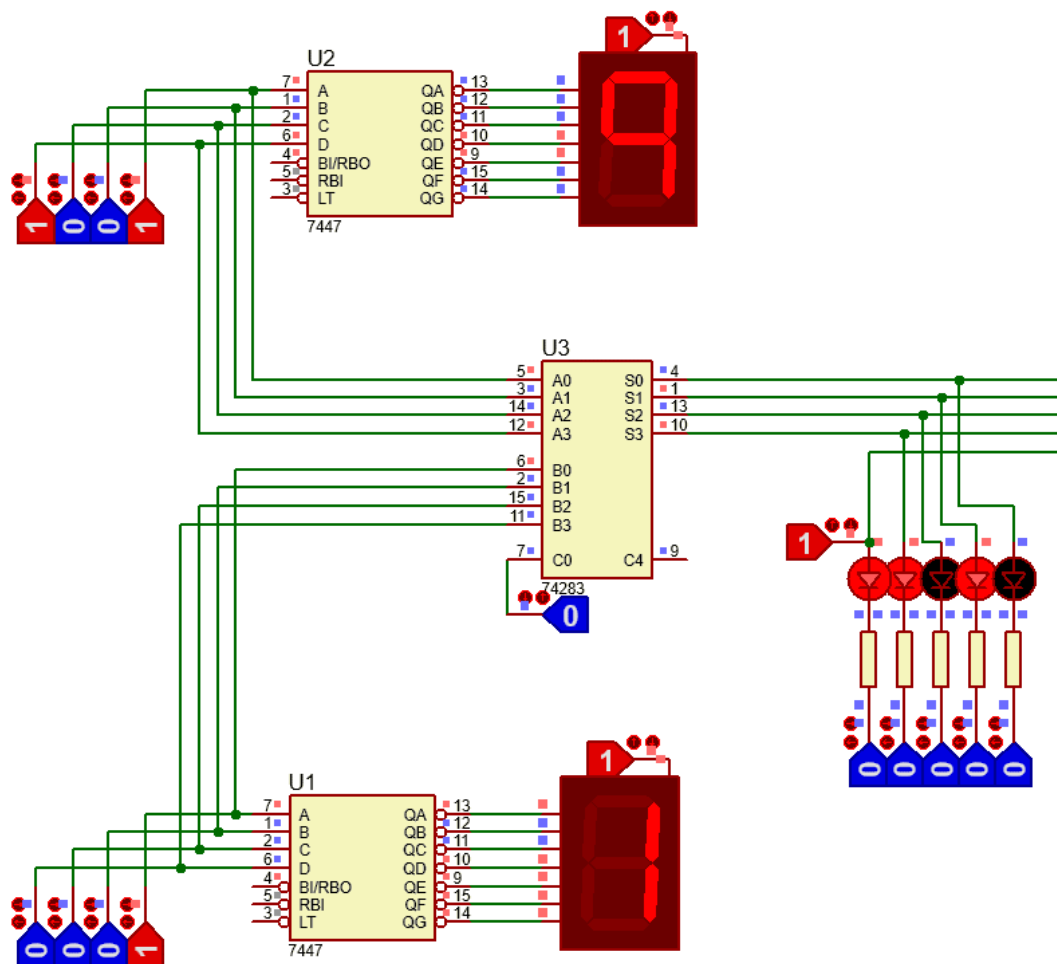 1
U2
7 A QA 13
1 B QB 12
2 C QC 11
6 D QD 10
4 BI/RBO QE 9
5 RBI QF 15
3 LT QG 14
7447
1 0 0 1
9
U3
5 A0 S0 4
3 A1 S1 1
14 A2 S2 13
12 A3 S3 10
6 B0
2 B1
15 B2
11 B3
7 C0 C4 9
74283
0
1
0 0 0 0 0
1
U1
7 A QA 13
1 B QB 12
2 C QC 11
6 D QD 10
4 BI/RBO QE 9
5 RBI QF 15
3 LT QG 14
7447
0 0 0 1
1